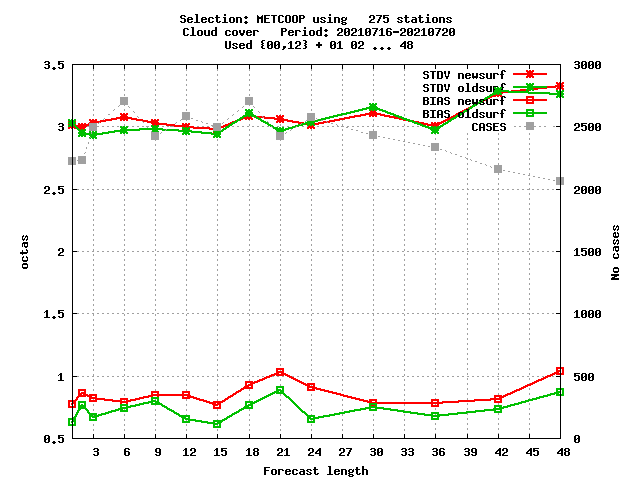 Selection: METCOOP using   275 stations
Cloud cover   Period: 20210716-20210720
Used {00,12} + 01 02 ... 48
3.5
3
2.5
2
1.5
1
0.5
octas
3000
2500
2000
1500
1000
500
0
No cases
STDV newsurf
STDV oldsurf
BIAS newsurf
BIAS oldsurf
CASES
3 6 9 12 15 18 21 24 27 30 33 36 39 42 45 48
Forecast length